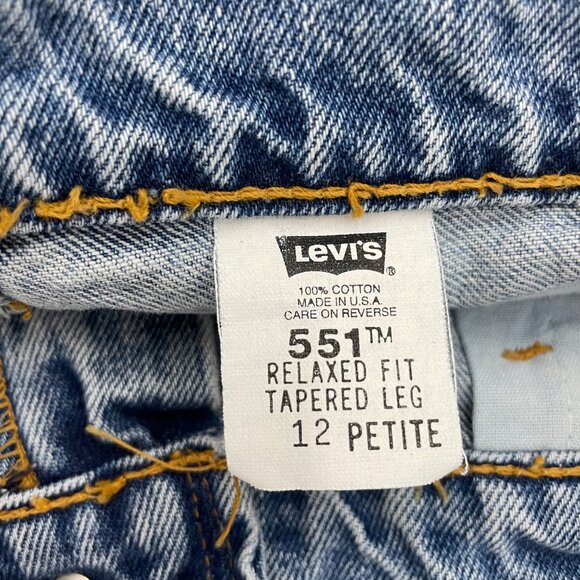 LEVI'S ®
100% COTTON
MADE IN U.S.A.
CARE ON REVERSE
551™
RELAXED FIT
TAPERED LEG
12 PETITE